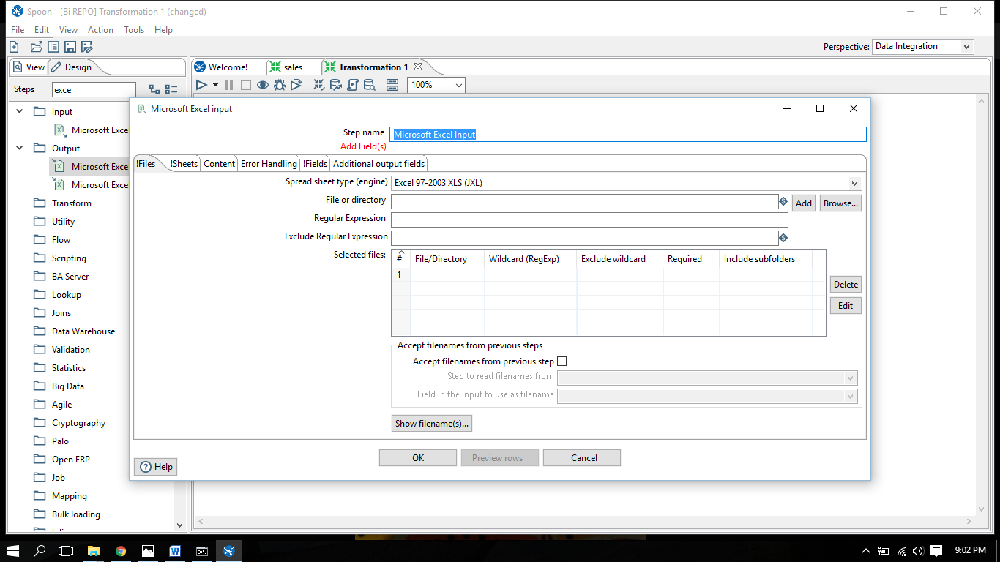 Spoon - [Bi REPO] Transformation 1 (changed)
File Edit View Action Tools Help
Perspective: Data Integration
View Design Welcome! sales Transformation 1
Steps exce 100%
Input
Microsoft Exce
Output
Microsoft Exce
Microsoft Exce
Transform
Utility
Flow
Scripting
BA Server
Lookup
Joins
Data Warehouse
Validation
Statistics
Big Data
Agile
Cryptography
Palo
Open ERP
Job
Mapping
Bulk loading
Microsoft Excel input
Step name Microsoft Excel Input
Add Field(s)
!Files !Sheets Content Error Handling !Fields Additional output fields
Spread sheet type (engine) Excel 97-2003 XLS (JXL)
File or directory Add Browse...
Regular Expression
Exclude Regular Expression
Selected files: # File/Directory Wildcard (RegExp) Exclude wildcard Required Include subfolders
1
Delete
Edit
Accept filenames from previous steps
Accept filenames from previous step
Step to read filenames from
Field in the input to use as filename
Show filename(s)...
OK Preview rows Cancel
Help
9:02 PM